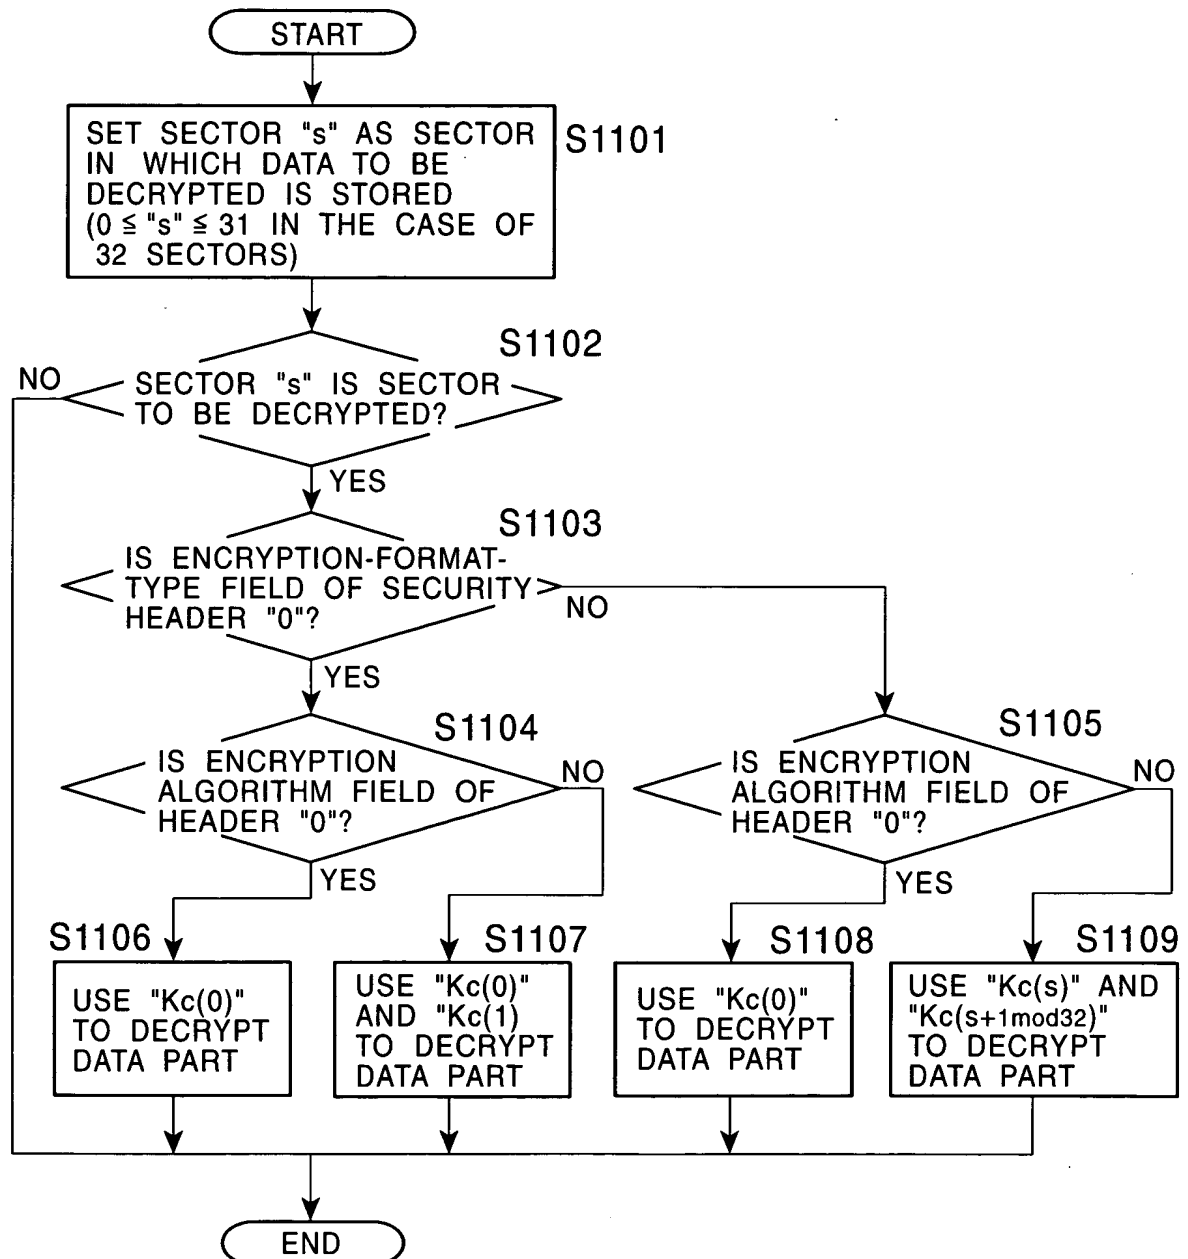 START
SET SECTOR "s" AS SECTOR
IN WHICH DATA TO BE
DECRYPTED IS STORED
(0 ≦ "s" ≦ 31 IN THE CASE OF
32 SECTORS)
S1101
S1102
NO
SECTOR "s" IS SECTOR
TO BE DECRYPTED?
YES
S1103
IS ENCRYPTION-FORMAT-
TYPE FIELD OF SECURITY
HEADER "0"?
NO
YES
S1104
IS ENCRYPTION
ALGORITHM FIELD OF
HEADER "0"?
NO
YES
S1105
IS ENCRYPTION
ALGORITHM FIELD OF
HEADER "0"?
NO
YES
S1106
USE "Kc(0)"
TO DECRYPT
DATA PART
S1107
USE "Kc(0)"
AND "Kc(1)
TO DECRYPT
DATA PART
S1108
USE "Kc(0)"
TO DECRYPT
DATA PART
S1109
USE "Kc(s)" AND
"Kc(s+1mod32)"
TO DECRYPT
DATA PART
END